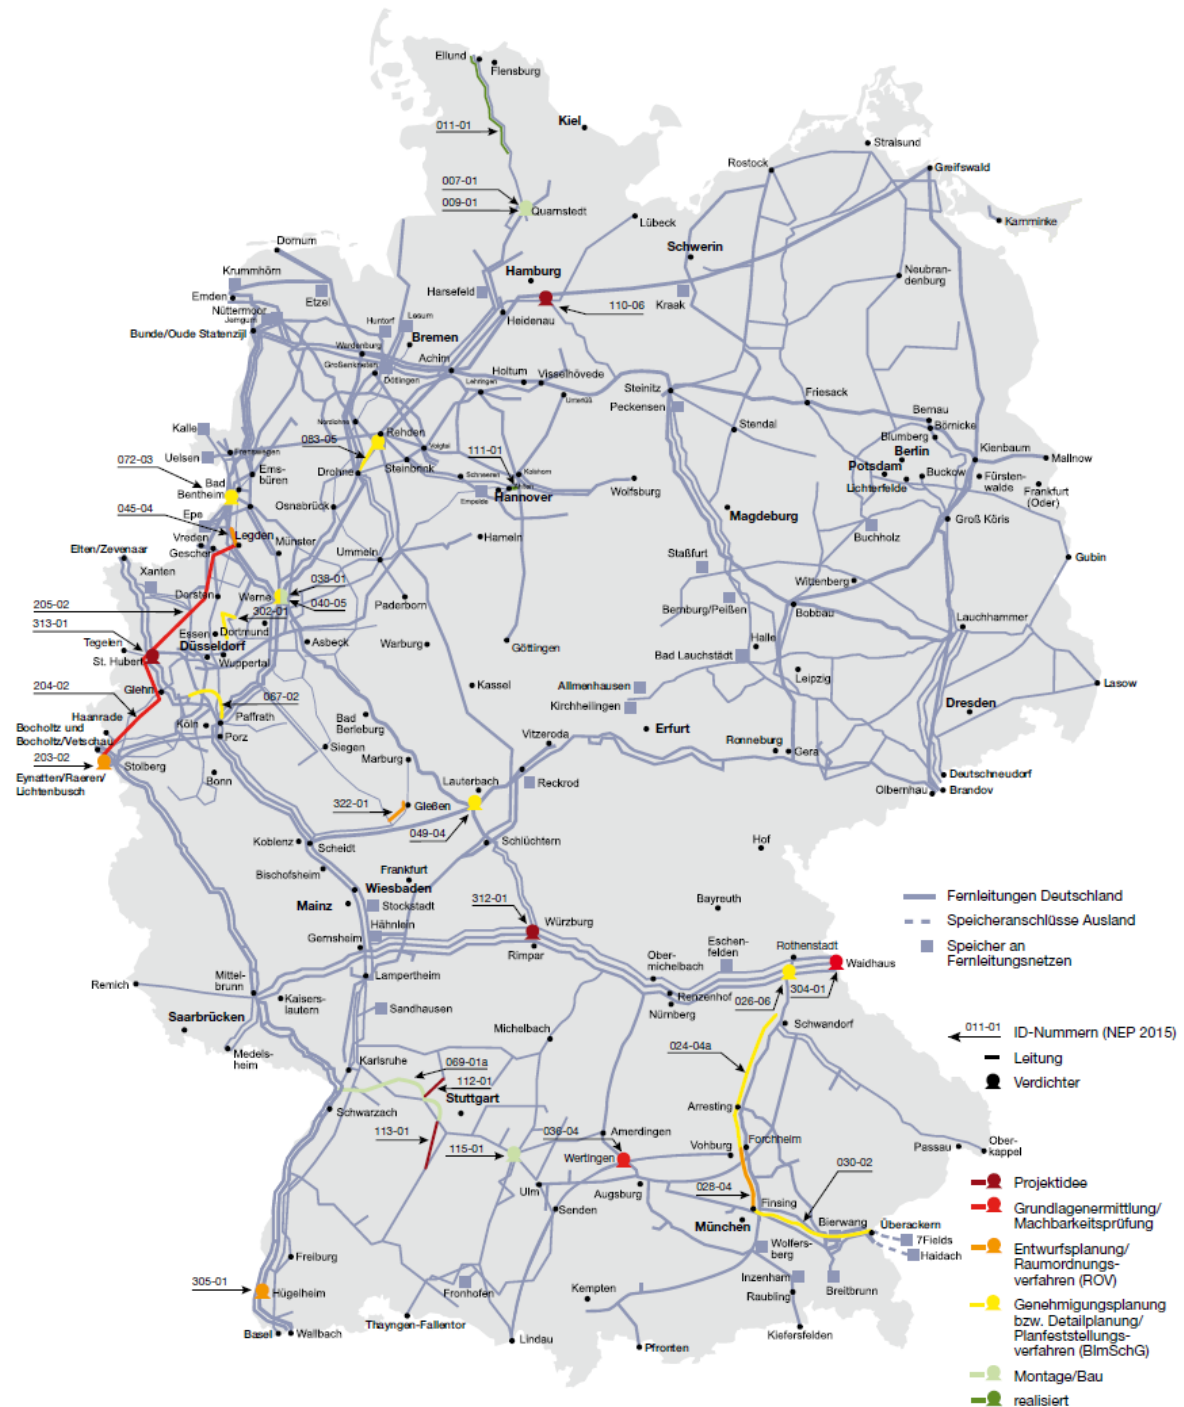 Ellund
Flensburg
011-01
Kiel
Stralsund
Rostock
Greifswald
007-01
009-01
Quarnstedt
Lübeck
Kamminke
Dornum
Schwerin
Krummhörn
Hamburg
Neubran-
denburg
Emden
Etzel
Harsefeld
Kraak
110-06
Nüttermoor
Jemgum
Heidenau
Huntorf
Lesum
Bunde/Oude Statenzijl
Bremen
Wardenburg
Achim
Großenkneten
Dötlingen
Lehringen
Holtum
Visselhövede
Steinitz
Peckensen
Friesack
Bernau
Börnicke
Blumberg
Berlin
Kienbaum
Mallnow
Kalle
Nordlohne
Rehden
083-05
Voigtei
111-01
Kolshorn
Stendal
Uelsen
Frenswegen
072-03
Bad
Bentheim
Ems-
büren
Drohne
Steinbrink
Schneeren
Ahlten
Empelde
Hannover
Wolfsburg
Potsdam
Lichterfelde
Buckow
Fürsten-
walde
Frankfurt
(Oder)
Epe
045-04
Osnabrück
Magdeburg
Groß Köris
Buchholz
Vreden
Legden
Gescher
Münster
Hameln
Ummeln
Elten/Zevenaar
Xanten
Staßfurt
Gubin
Wittenberg
Dorsten
Werne
038-01
040-05
302-01
Paderborn
Bernburg/Peißen
Bobbau
205-02
313-01
Lauchhammer
Essen
Dortmund
Düsseldorf
Asbeck
Warburg
Göttingen
Halle
Bad Lauchstädt
Tegelen
St. Hubert
Wuppertal
Leipzig
Lasow
204-02
Glehn
067-02
Kassel
Allmenhausen
Kirchheilingen
Dresden
Haanrade
Köln
Paffrath
Bad
Berleburg
Erfurt
Bocholtz und
Bocholtz/Vetschau
Porz
Siegen
Vitzeroda
Ronneburg
Gera
203-02
Stolberg
Marburg
Eynatten/Raeren/
Lichtenbusch
Bonn
Lauterbach
Reckrod
Deutschneudorf
Olbernhau
Brandov
322-01
Gießen
049-04
Koblenz
Scheidt
Schlüchtern
Hof
Bischofsheim
Frankfurt
Wiesbaden
Mainz
Stockstadt
312-01
Bayreuth
Fernleitungen Deutschland
Hähnlein
Würzburg
Speicheranschlüsse Ausland
Gernsheim
Rimpar
Eschen-
felden
Rothenstadt
Speicher an
Fernleitungsnetzen
Ober-
michelbach
Waidhaus
Mittel-
brunn
Lampertheim
304-01
026-06
Remich
Kaisers-
lautern
Sandhausen
Renzenhof
Nürnberg
Saarbrücken
Michelbach
Schwandorf
011-01
ID-Nummern (NEP 2015)
Medels-
heim
Karlsruhe
069-01a
024-04a
Leitung
112-01
Verdichter
Stuttgart
Schwarzach
Arresting
113-01
115-01
036-04
Amerdingen
Vohburg
Forchheim
Passau
Ober-
kappel
Wertingen
030-02
028-04
Projektidee
Ulm
Augsburg
Finsing
Grundlagenermittlung/
Machbarkeitsprüfung
Senden
München
Bierwang
Überackern
7Fields
Haidach
Entwurfsplanung/
Raumordnungs-
verfahren (ROV)
Freiburg
Wolfers-
berg
305-01
Hügelheim
Fronhofen
Kempten
Inzenham
Raubling
Breitbrunn
Genehmigungsplanung
bzw. Detailplanung/
Planfeststellungs-
verfahren (BImSchG)
Basel
Wallbach
Thayngen-Fallentor
Lindau
Pfronten
Kiefersfelden
Montage/Bau
realisiert